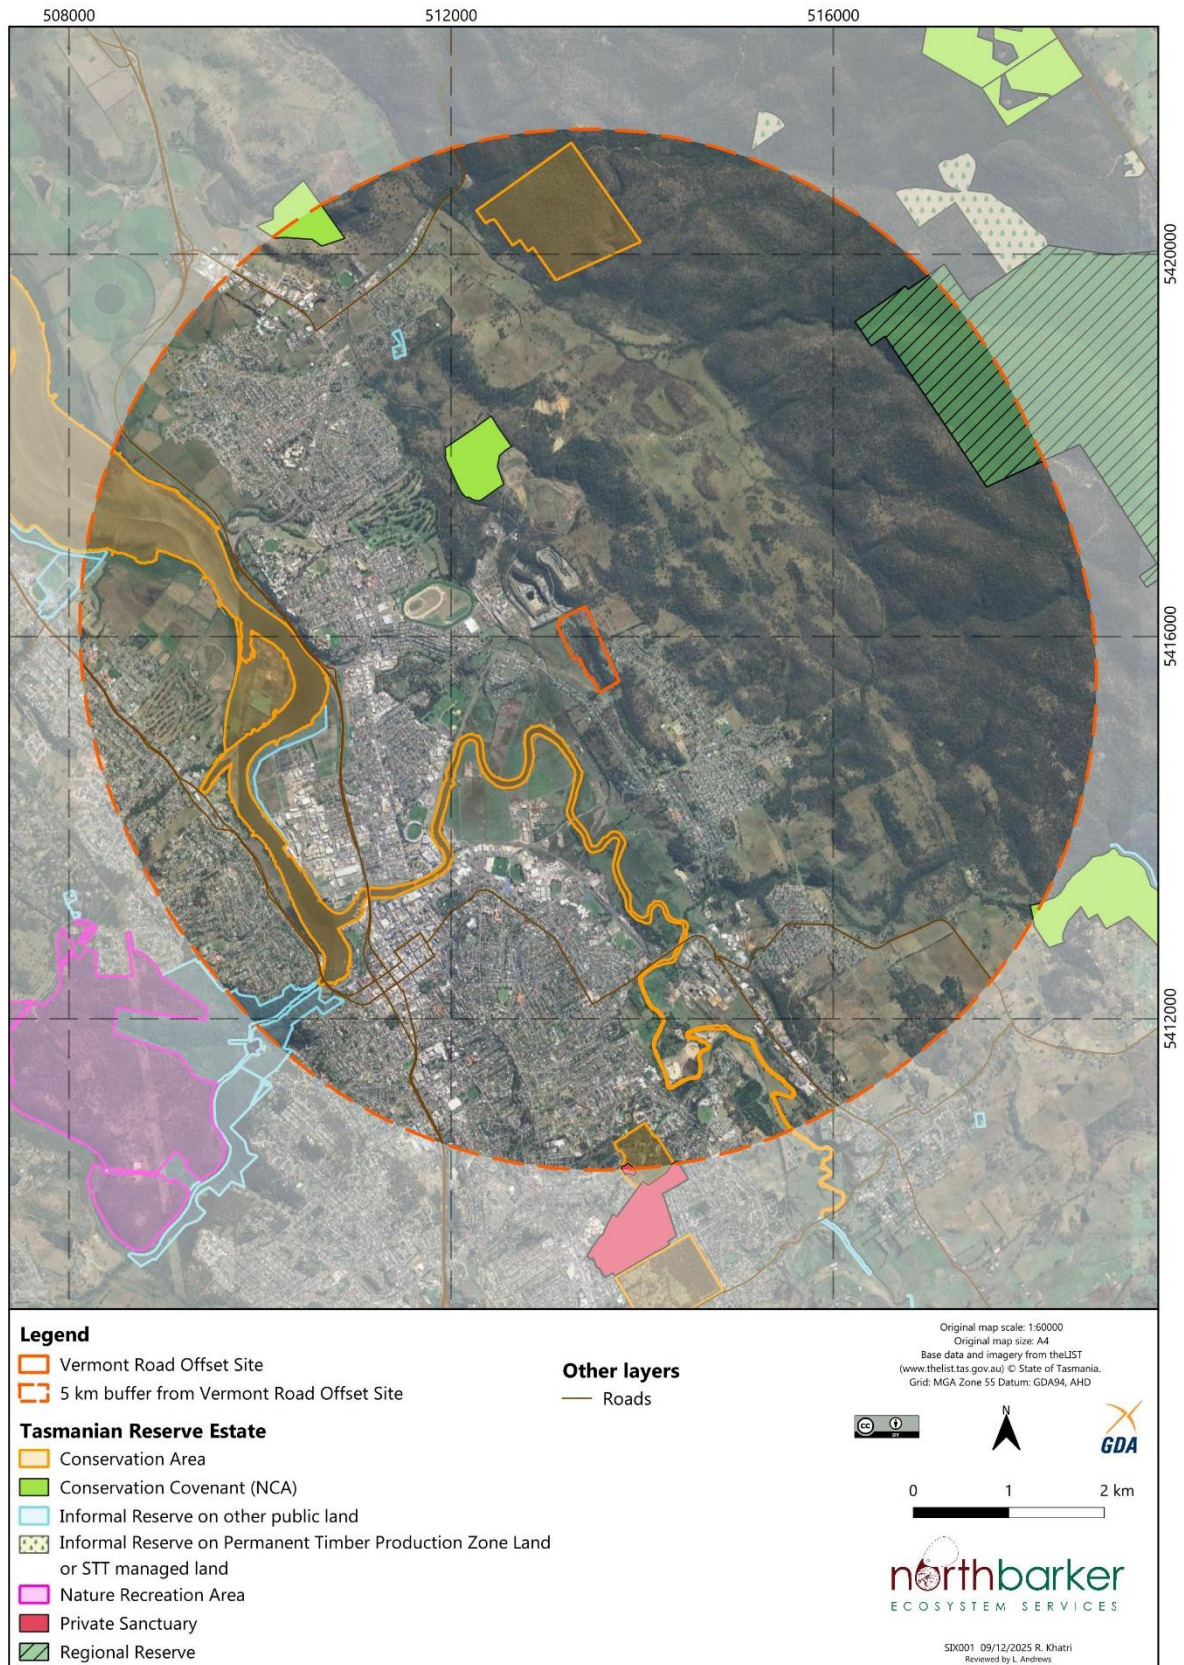 508000
512000
516000
5420000
5416000
5412000
Legend
Vermont Road Offset Site
5 km buffer from Vermont Road Offset Site
Tasmanian Reserve Estate
Conservation Area
Conservation Covenant (NCA)
Informal Reserve on other public land
Informal Reserve on Permanent Timber Production Zone Land
or STT managed land
Nature Recreation Area
Private Sanctuary
Regional Reserve
Other layers
Roads
Original map scale: 1:60000
Original map size: A4
Base data and imagery from theLIST
(www.thelist.tas.gov.au) © State of Tasmania.
Grid: MGA Zone 55 Datum: GDA94, AHD
cc
BY
N
GDA
0 1 2 km
northbarker
ECOSYSTEM SERVICES
SIX001 09/12/2025 R. Khatri
Reviewed by L. Andrews